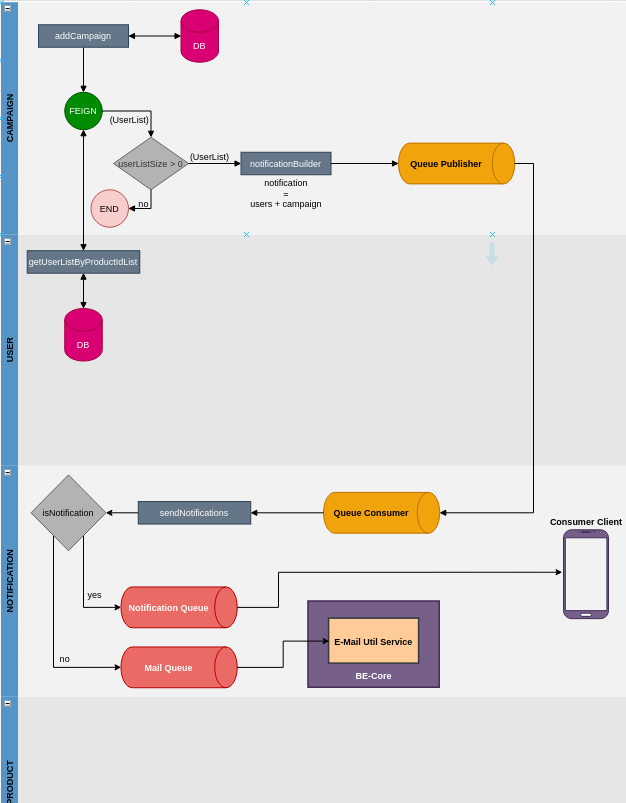 CAMPAIGN
addCampaign
DB
FEIGN
(UserList)
userListSize > 0
(UserList)
notificationBuilder
Queue Publisher
notification
=
users + campaign
no
END
USER
getUserListByProductIdList
DB
NOTIFICATION
isNotification
sendNotifications
Queue Consumer
Consumer Client
yes
Notification Queue
no
Mail Queue
E-Mail Util Service
BE-Core
PRODUCT